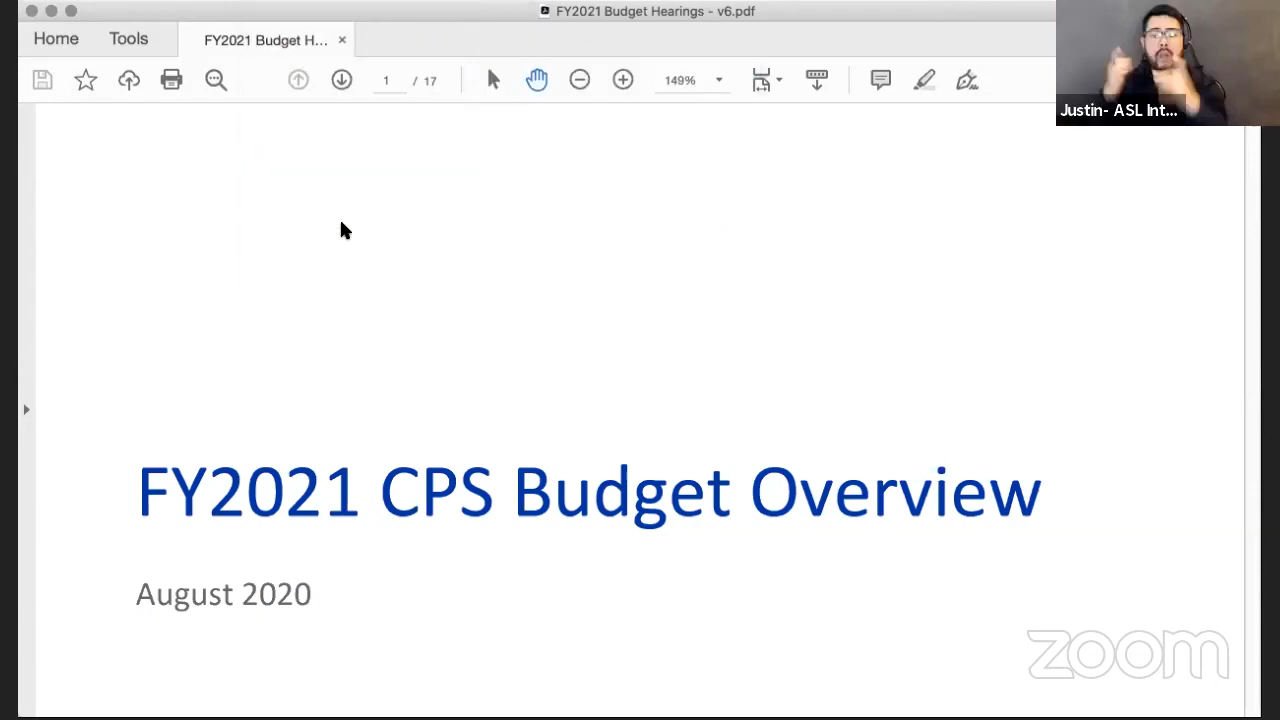 FY2021 Budget Hearings - v6.pdf
Home
Tools
FY2021 Budget H...
1 / 17
149%
Justin- ASL Int...
FY2021 CPS Budget Overview
August 2020
zoom